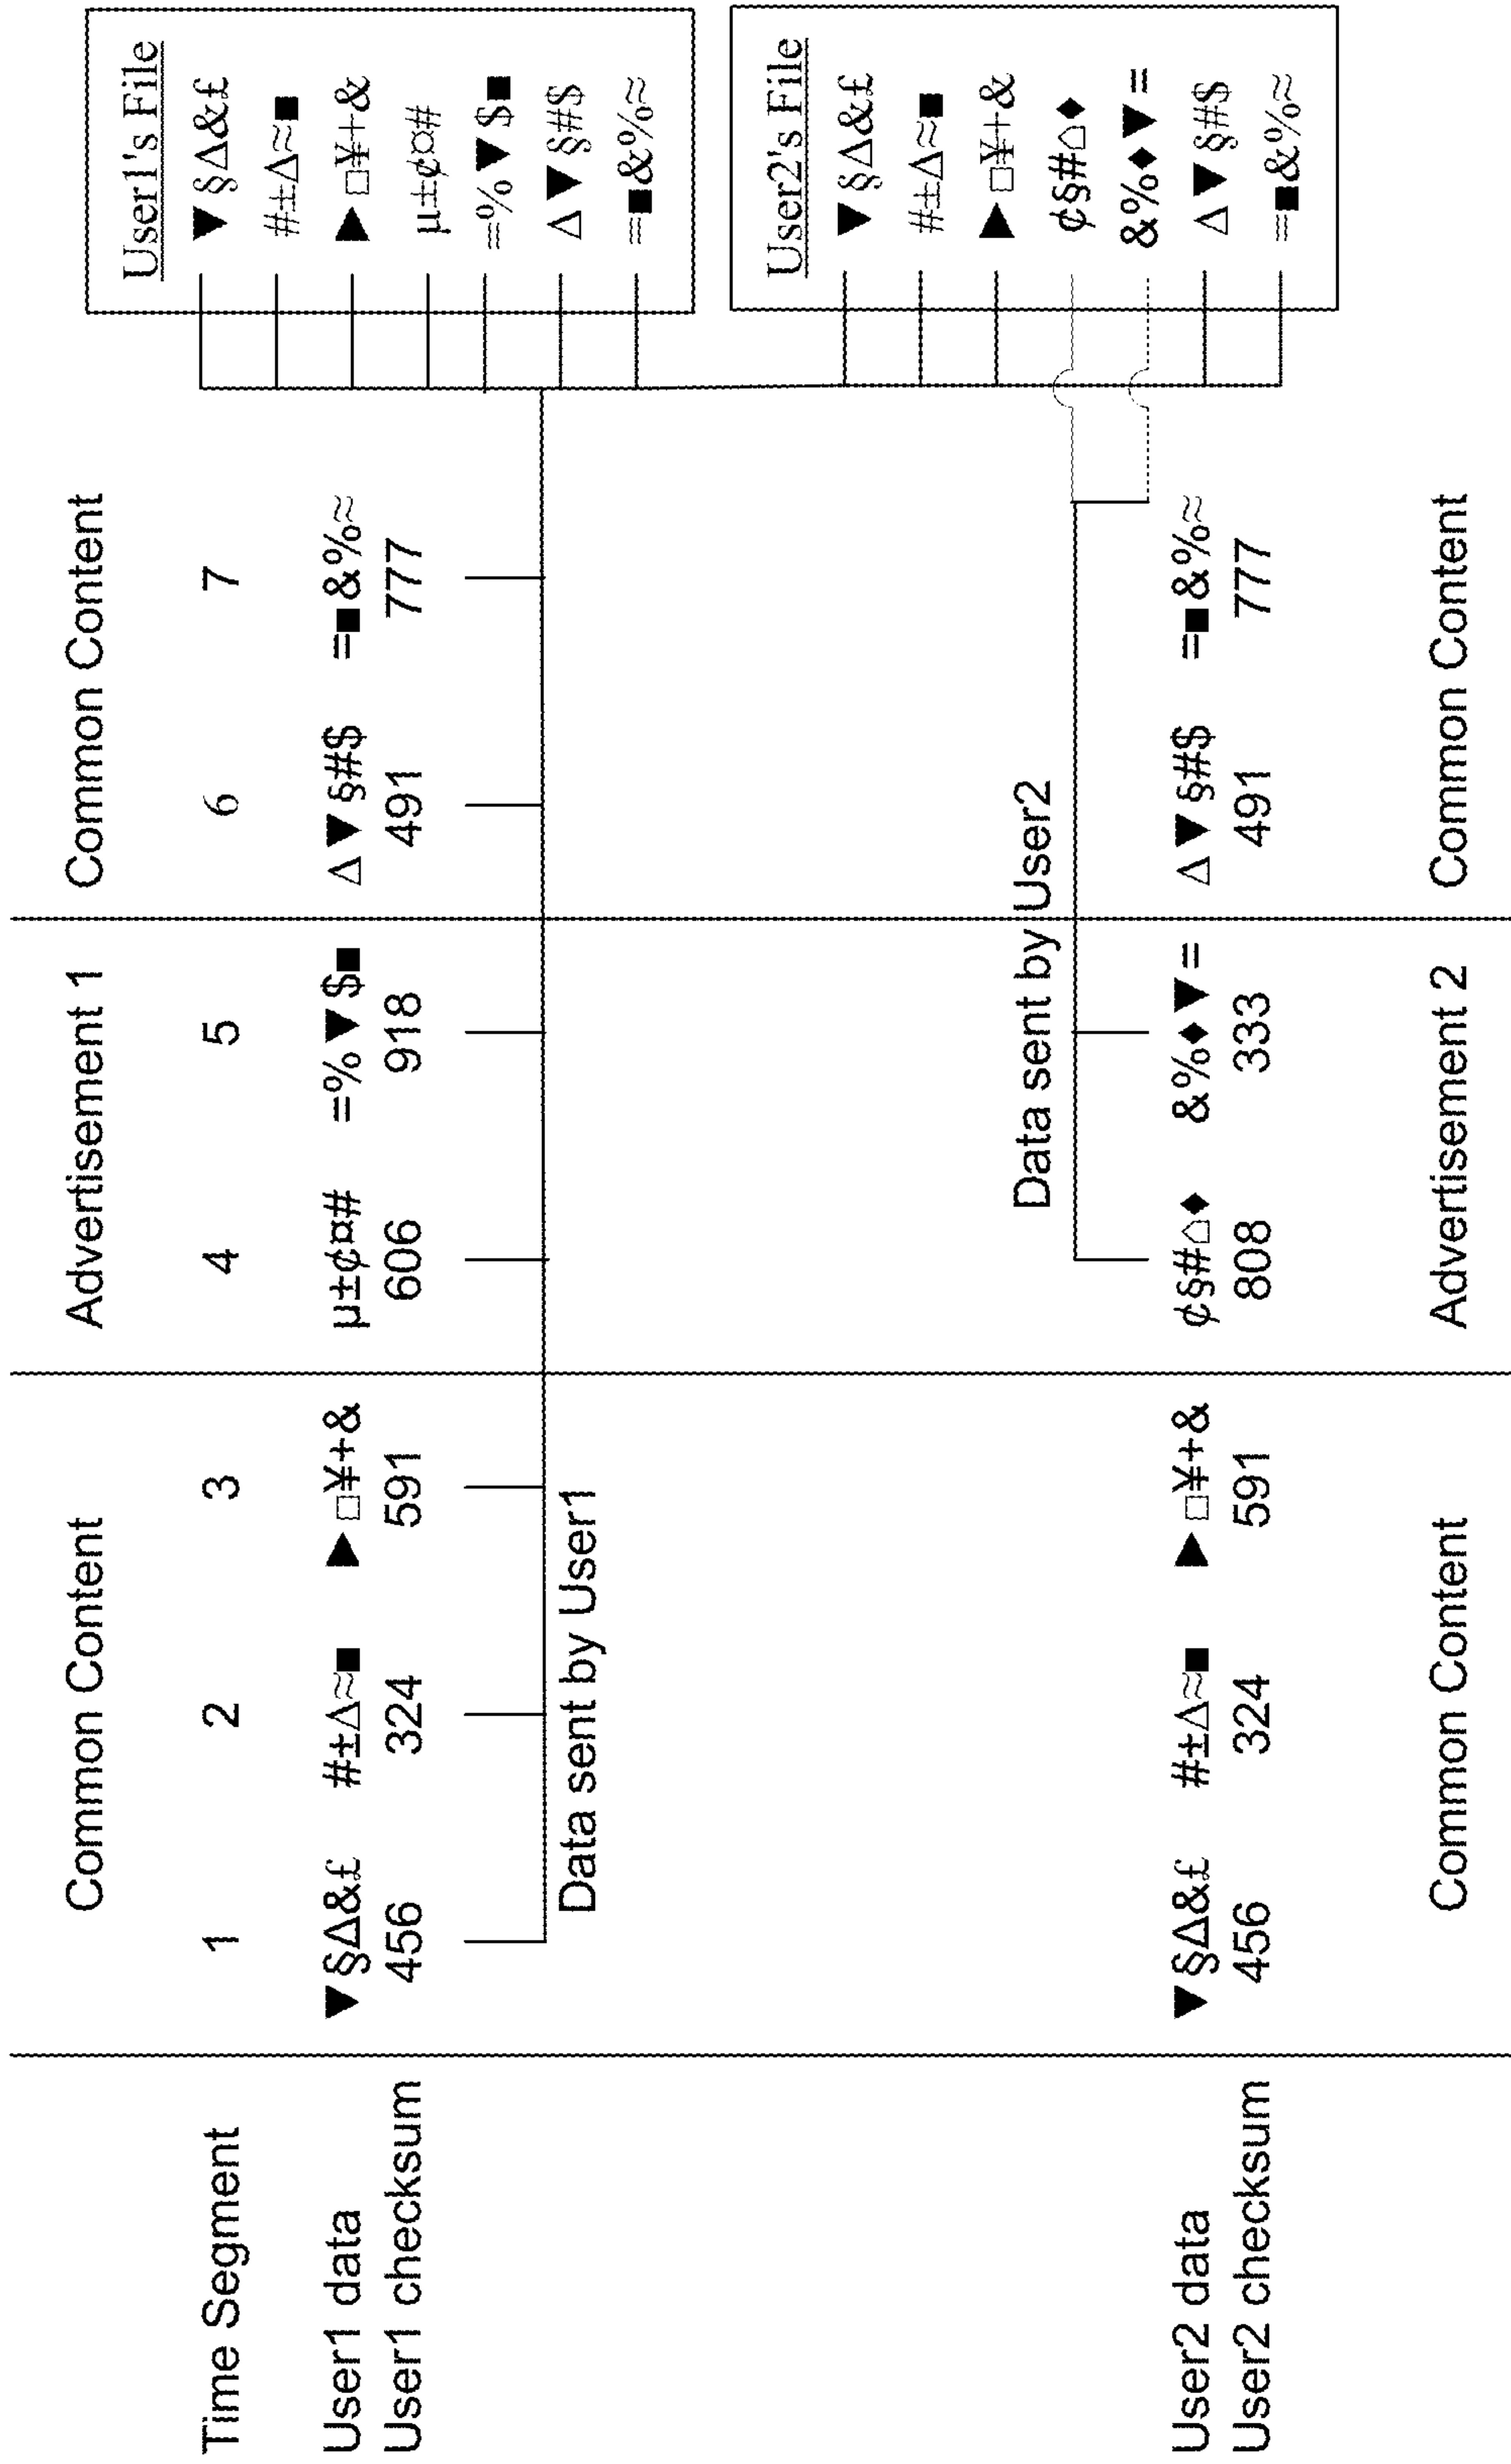 Common Content Advertisement 1 Common Content
Time Segment 1 2 3 4 5 6 7
User1 data ▼§Δ&£ #±Δ≈■ ▲□¥+& µ±¢¤# =%▼$■ Δ▼§#$ =■&%≈
User1 checksum 456 324 591 606 918 491 777
Data sent by User1
Data sent by User2
User2 data ▼§Δ&£ #±Δ≈■ ▲□¥+& ¢§#⌂♦ &%♦▼= Δ▼§#$ =■&%≈
User2 checksum 456 324 591 808 333 491 777
Common Content Advertisement 2 Common Content
User1's File
▼§Δ&£
#±Δ≈■
▲□¥+&
µ±¢¤#
=%▼$■
Δ▼§#$
=■&%≈
User2's File
▼§Δ&£
#±Δ≈■
▲□¥+&
¢§#⌂♦
&%♦▼=
Δ▼§#$
=■&%≈